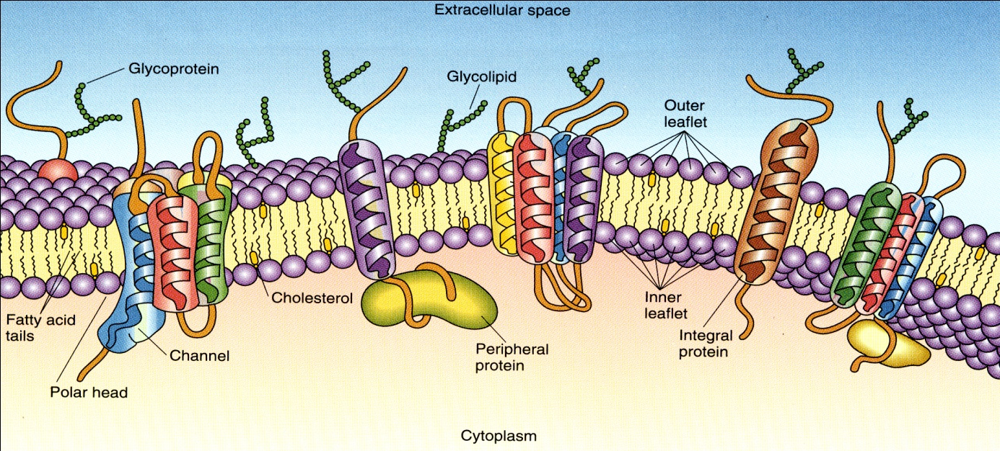 Extracellular space
Glycoprotein
Glycolipid
Outer
leaflet
Cholesterol
Inner
leaflet
Fatty acid
tails
Integral
protein
Channel
Peripheral
protein
Polar head
Cytoplasm